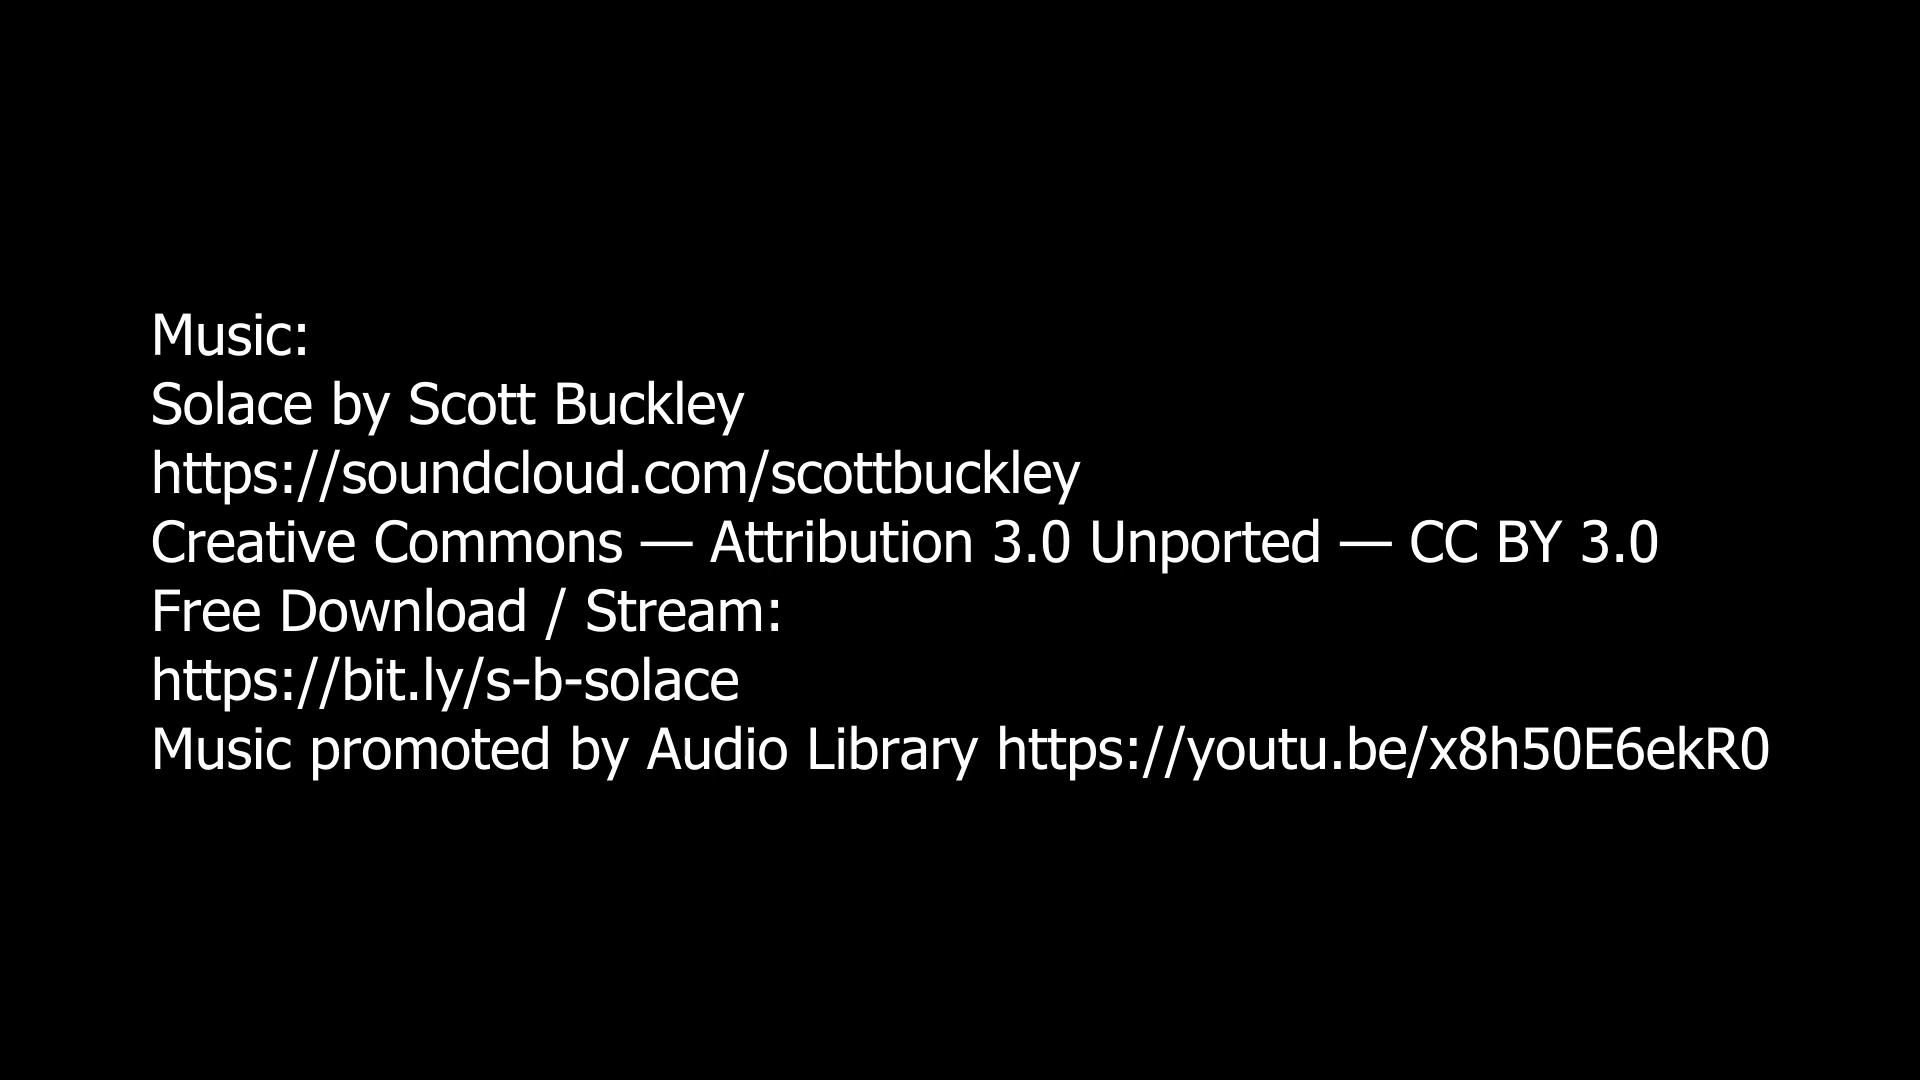 Music:
Solace by Scott Buckley
https://soundcloud.com/scottbuckley
Creative Commons — Attribution 3.0 Unported — CC BY 3.0
Free Download / Stream:
https://bit.ly/s-b-solace
Music promoted by Audio Library https://youtu.be/x8h50E6ekR0